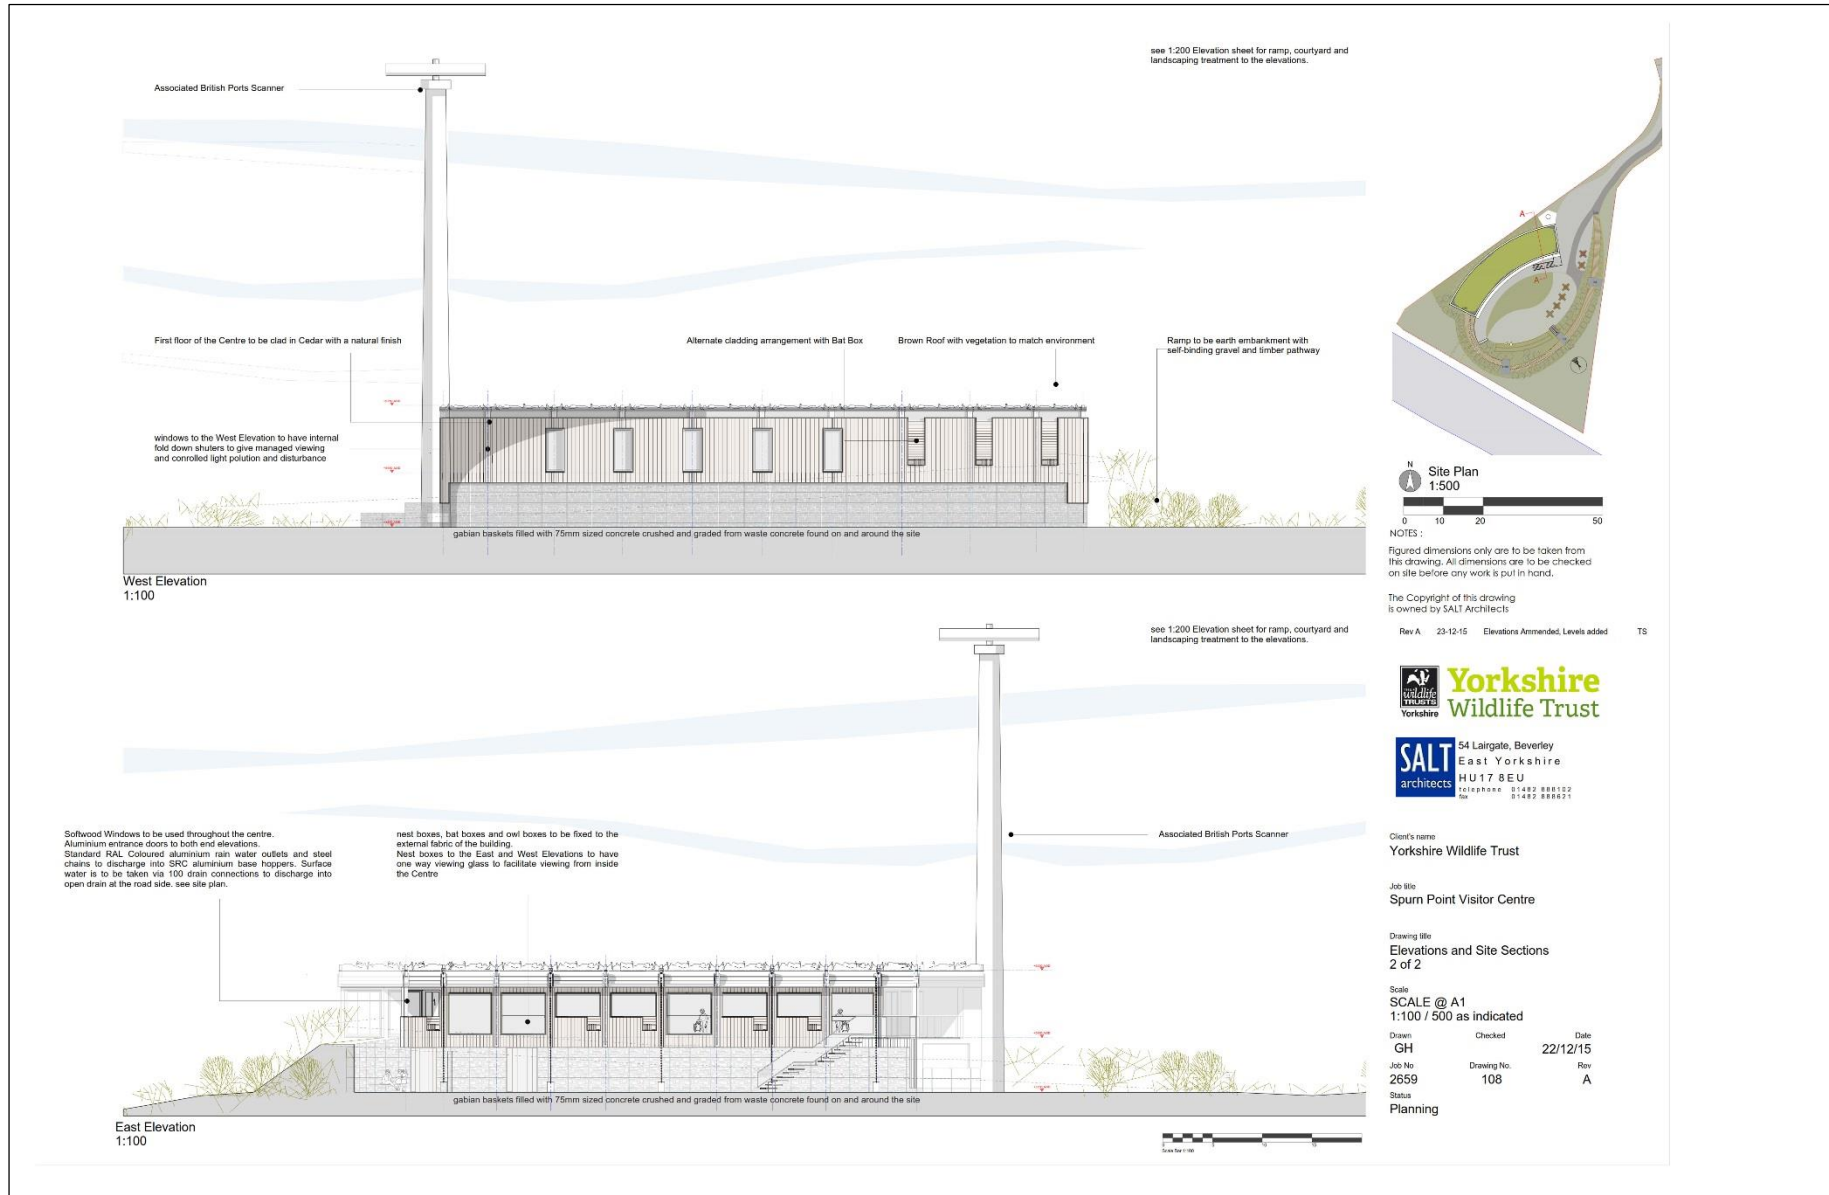 see 1:200 Elevation sheet for ramp, courtyard and
landscaping treatment to the elevations.
Associated British Ports Scanner
First floor of the Centre to be clad in Cedar with a natural finish
Alternate cladding arrangement with Bat Box
Brown Roof with vegetation to match environment
Ramp to be earth embankment with
self-binding gravel and timber pathway
windows to the West Elevation to have internal
fold down shuters to give managed viewing
and conrolled light polution and disturbance
gabian baskets filled with 75mm sized concrete crushed and graded from waste concrete found on and around the site
West Elevation
1:100
see 1:200 Elevation sheet for ramp, courtyard and
landscaping treatment to the elevations.
Softwood Windows to be used throughout the centre.
Aluminium entrance doors to both end elevations.
Standard RAL Coloured aluminium rain water outlets and steel
chains to discharge into SRC aluminium base hoppers. Surface
water is to be taken via 100 drain connections to discharge into
open drain at the road side. see site plan.
nest boxes, bat boxes and owl boxes to be fixed to the
external fabric of the building.
Nest boxes to the East and West Elevations to have
one way viewing glass to facilitate viewing from inside
the Centre
Associated British Ports Scanner
gabian baskets filled with 75mm sized concrete crushed and graded from waste concrete found on and around the site
East Elevation
1:100
Scale Bar 1:100
A
A
N
Site Plan
1:500
0 10 20 50
NOTES :
Figured dimensions only are to be taken from
this drawing. All dimensions are to be checked
on site before any work is put in hand.
The Copyright of this drawing
is owned by SALT Architects
Rev A 23-12-15 Elevations Ammended, Levels added TS
wildlife
TRUSTS
Yorkshire
Yorkshire
Wildlife Trust
SALT
architects
54 Lairgate, Beverley
East Yorkshire
HU17 8EU
telephone 01482 888102
fax 01482 888621
Client's name
Yorkshire Wildlife Trust
Job title
Spurn Point Visitor Centre
Drawing title
Elevations and Site Sections
2 of 2
Scale
SCALE @ A1
1:100 / 500 as indicated
Drawn Checked Date
GH 22/12/15
Job No Drawing No. Rev
2659 108 A
Status
Planning